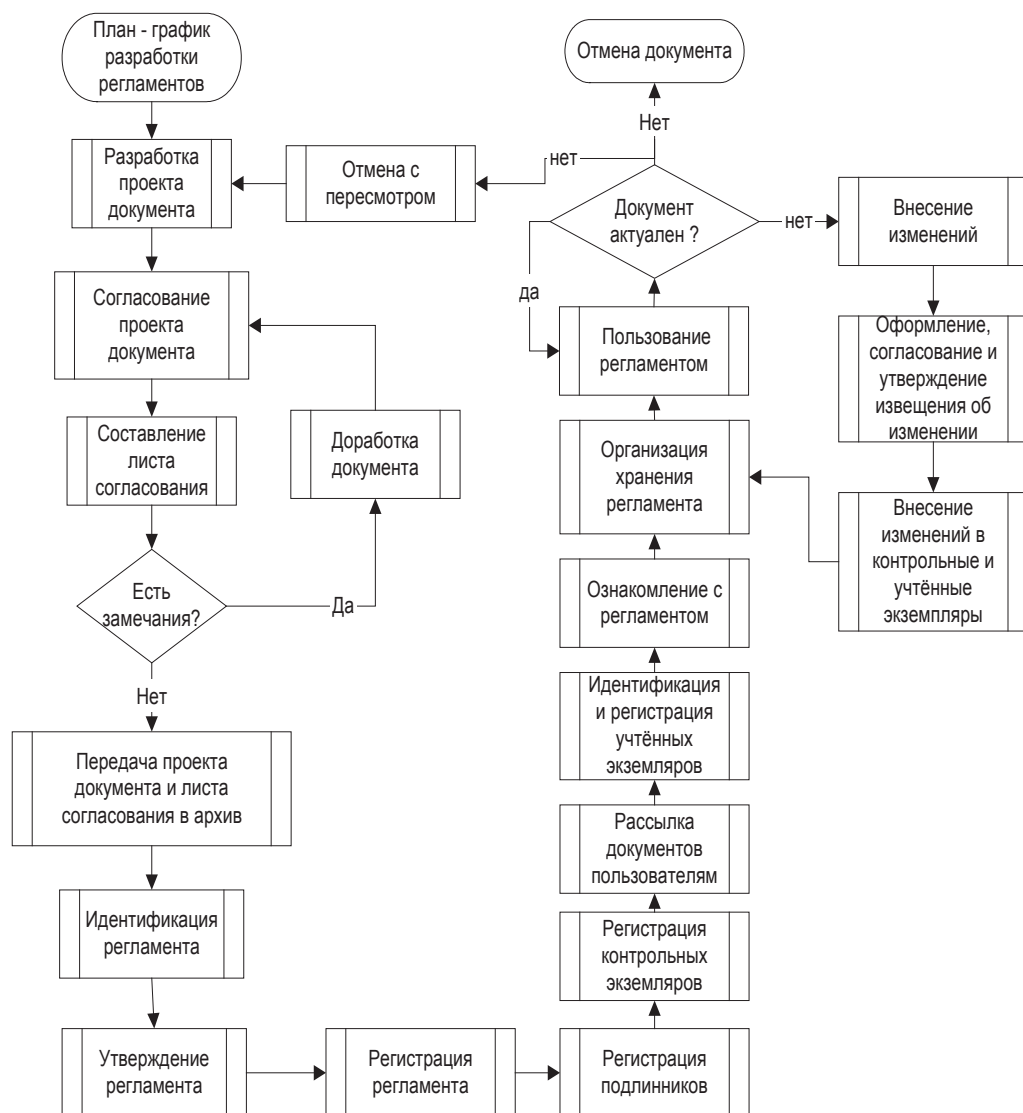 План - график
разработки
регламентов
Разработка
проекта
документа
Согласование
проекта
документа
Составление
листа
согласования
Доработка
документа
Есть
замечания?
Да
Нет
Передача проекта
документа и листа
согласования в архив
Идентификация
регламента
Утверждение
регламента
Регистрация
регламента
Регистрация
подлинников
Регистрация
контрольных
экземляров
Рассылка
документов
пользователям
Идентификация
и регистрация
учтённых
экземляров
Ознакомление с
регламентом
Организация
хранения
регламента
Пользование
регламентом
да
Документ
актуален ?
Нет
Отмена документа
нет
Отмена с
пересмотром
нет
Внесение
изменений
Оформление,
согласование и
утверждение
извещения об
изменении
Внесение
изменений в
контрольные и
учтённые
экземпляры